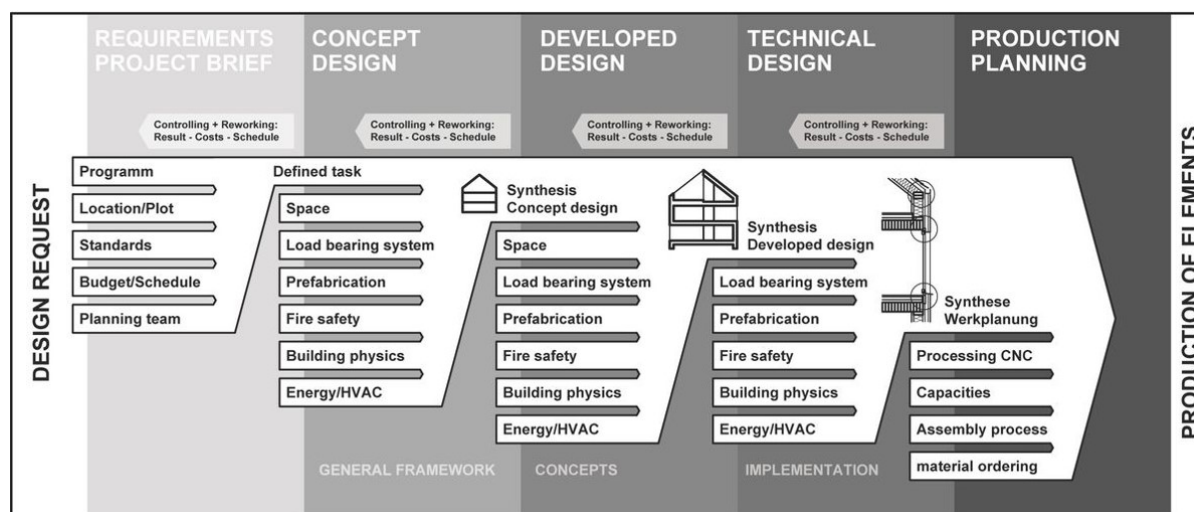 DESIGN REQUEST
REQUIREMENTS
PROJECT BRIEF
CONCEPT
DESIGN
DEVELOPED
DESIGN
TECHNICAL
DESIGN
PRODUCTION
PLANNING
Controlling + Reworking:
Result - Costs - Schedule
Controlling + Reworking:
Result - Costs - Schedule
Controlling + Reworking:
Result - Costs - Schedule
Controlling + Reworking:
Result - Costs - Schedule
Programm
Location/Plot
Standards
Budget/Schedule
Planning team
Defined task
Space
Load bearing system
Prefabrication
Fire safety
Building physics
Energy/HVAC
GENERAL FRAMEWORK
Synthesis
Concept design
Space
Load bearing system
Prefabrication
Fire safety
Building physics
Energy/HVAC
CONCEPTS
Synthesis
Developed design
Load bearing system
Prefabrication
Fire safety
Building physics
Energy/HVAC
IMPLEMENTATION
Synthese
Werkplanung
Processing CNC
Capacities
Assembly process
material ordering
PRODUCTION OF ELEMENTS